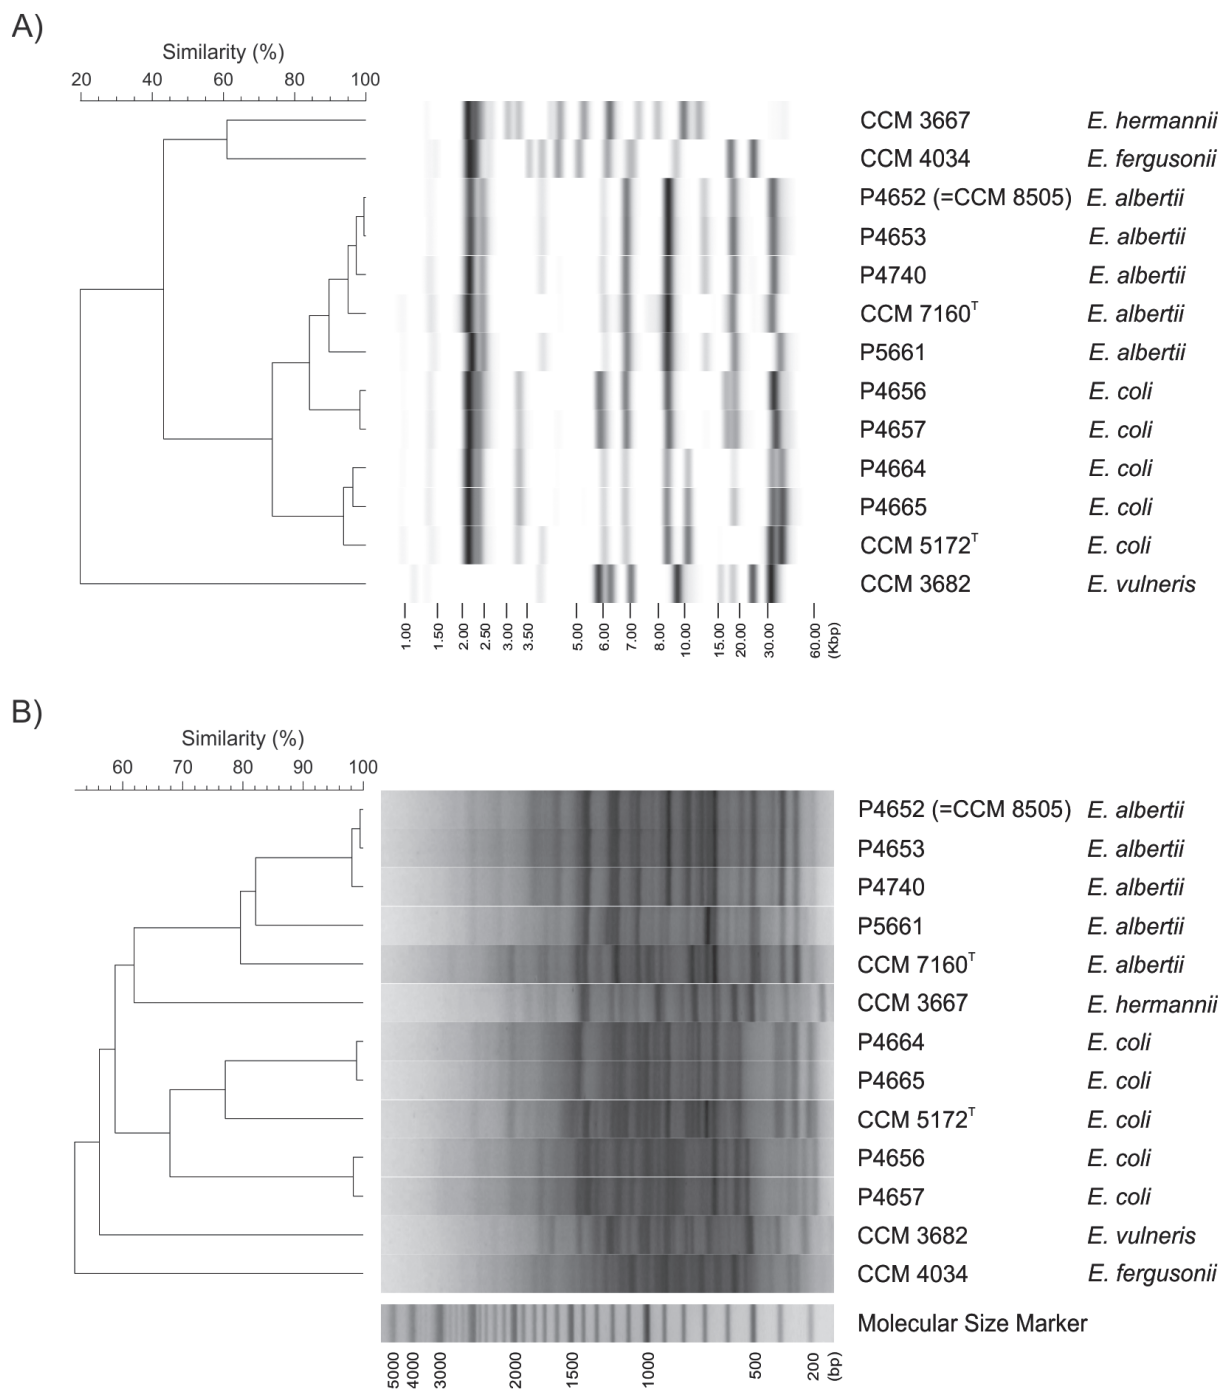 A)
Similarity (%)
20 40 60 80 100
CCM 3667 E. hermannii
CCM 4034 E. fergusonii
P4652 (=CCM 8505) E. albertii
P4653 E. albertii
P4740 E. albertii
CCM 7160T E. albertii
P5661 E. albertii
P4656 E. coli
P4657 E. coli
P4664 E. coli
P4665 E. coli
CCM 5172T E. coli
CCM 3682 E. vulneris
1.00 1.50 2.00 2.50 3.00 3.50 5.00 6.00 7.00 8.00 10.00 15.00 20.00 30.00 60.00 (Kbp)
B)
Similarity (%)
60 70 80 90 100
P4652 (=CCM 8505) E. albertii
P4653 E. albertii
P4740 E. albertii
P5661 E. albertii
CCM 7160T E. albertii
CCM 3667 E. hermannii
P4664 E. coli
P4665 E. coli
CCM 5172T E. coli
P4656 E. coli
P4657 E. coli
CCM 3682 E. vulneris
CCM 4034 E. fergusonii
Molecular Size Marker
5000 4000 3000 2000 1500 1000 500 200 (bp)